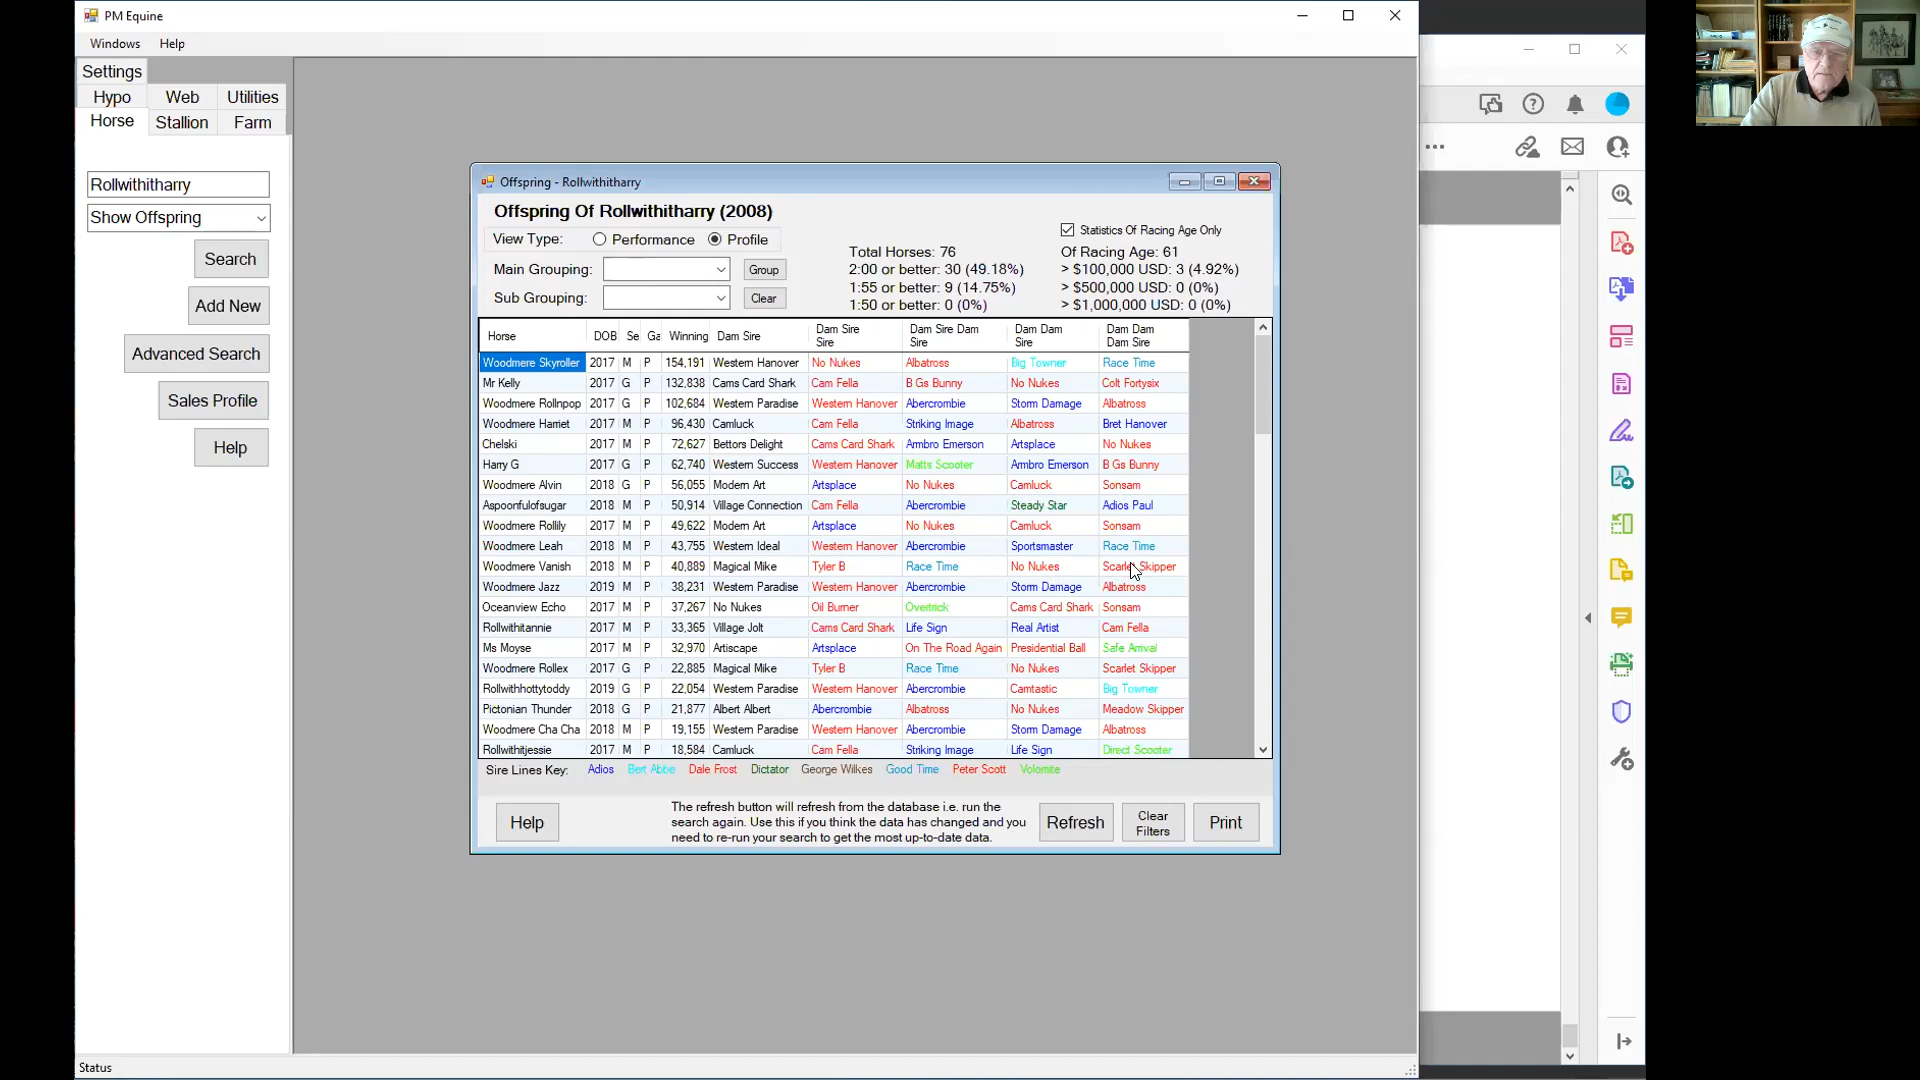 PM Equine
Windows Help
Settings
Hypo Web Utilities
Horse Stallion Farm
Rollwithitharry
Show Offspring
Search
Add New
Advanced Search
Sales Profile
Help
Offspring - Rollwithitharry
Offspring Of Rollwithitharry (2008)
View Type: Performance Profile
Main Grouping: Group
Sub Grouping: Clear
Total Horses: 76
2:00 or better: 30 (49.18%)
1:55 or better: 9 (14.75%)
1:50 or better: 0 (0%)
Statistics Of Racing Age Only
Of Racing Age: 61
> $100,000 USD: 3 (4.92%)
> $500,000 USD: 0 (0%)
> $1,000,000 USD: 0 (0%)
Horse DOB Se Ga Winning Dam Sire Dam Sire Sire Dam Sire Dam Sire Dam Dam Sire Dam Dam Dam Sire
Woodmere Skyroller 2017 M P 154,191 Western Hanover No Nukes Albatross Big Towner Race Time
Mr Kelly 2017 G P 132,838 Cams Card Shark Cam Fella B Gs Bunny No Nukes Colt Fortysix
Woodmere Rollnpop 2017 G P 102,684 Western Paradise Western Hanover Abercrombie Storm Damage Albatross
Woodmere Harriet 2017 M P 96,430 Camluck Cam Fella Striking Image Albatross Bret Hanover
Chelski 2017 M P 72,627 Bettors Delight Cams Card Shark Ambro Emerson Artsplace No Nukes
Harry G 2017 G P 62,740 Western Success Western Hanover Matts Scooter Ambro Emerson B Gs Bunny
Woodmere Alvin 2018 G P 56,055 Modern Art Artsplace No Nukes Camluck Sonsam
Aspoonfulofsugar 2018 M P 50,914 Village Connection Cam Fella Abercrombie Steady Star Adios Paul
Woodmere Rollily 2017 M P 49,622 Modern Art Artsplace No Nukes Camluck Sonsam
Woodmere Leah 2018 M P 43,755 Western Ideal Western Hanover Abercrombie Sportsmaster Race Time
Woodmere Vanish 2018 M P 40,889 Magical Mike Tyler B Race Time No Nukes Scarlet Skipper
Woodmere Jazz 2019 M P 38,231 Western Paradise Western Hanover Abercrombie Storm Damage Albatross
Oceanview Echo 2017 M P 37,267 No Nukes Oil Burner Overtrick Cams Card Shark Sonsam
Rollwithitannie 2017 M P 33,365 Village Jolt Cams Card Shark Life Sign Real Artist Cam Fella
Ms Moyse 2017 M P 32,970 Artiscape Artsplace On The Road Again Presidential Ball Safe Arrival
Woodmere Rollex 2017 G P 22,885 Magical Mike Tyler B Race Time No Nukes Scarlet Skipper
Rollwithhottytoddy 2019 G P 22,054 Western Paradise Western Hanover Abercrombie Camtastic Big Towner
Pictonian Thunder 2018 G P 21,877 Albert Albert Abercrombie Albatross No Nukes Meadow Skipper
Woodmere Cha Cha 2018 M P 19,155 Western Paradise Western Hanover Abercrombie Storm Damage Albatross
Rollwithitjessie 2017 M P 18,584 Camluck Cam Fella Striking Image Life Sign Direct Scooter
Sire Lines Key: Adios Bert Abbe Dale Frost Dictator George Wilkes Good Time Peter Scott Volomite
Help
The refresh button will refresh from the database i.e. run the
search again. Use this if you think the data has changed and you
need to re-run your search to get the most up-to-date data.
Refresh
Clear
Filters
Print
Status